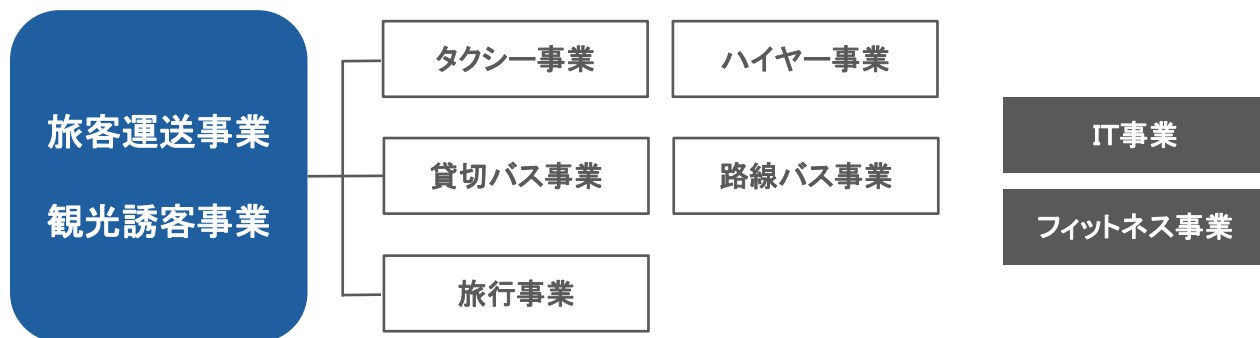 旅客運送事業
観光誘客事業
タクシー事業
ハイヤー事業
貸切バス事業
路線バス事業
旅行事業
IT事業
フィットネス事業